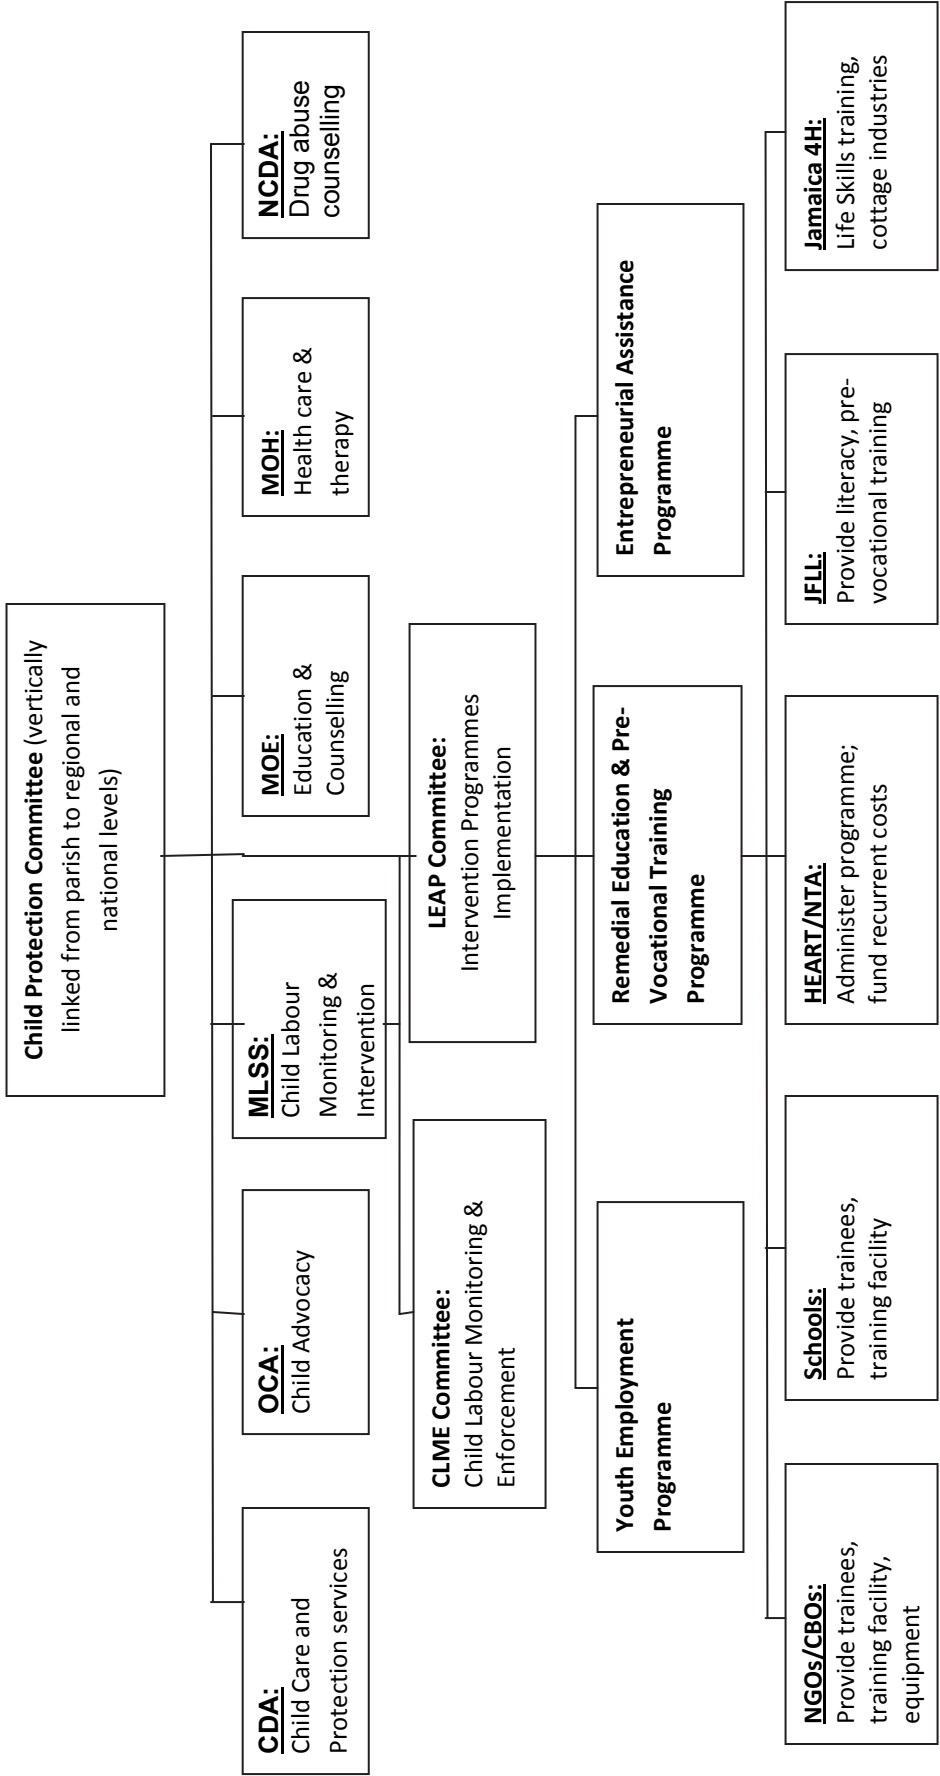 Child Protection Committee (vertically
linked from parish to regional and
national levels)
CDA:
Child Care and
Protection services
OCA:
Child Advocacy
MLSS:
Child Labour
Monitoring &
Intervention
MOE:
Education &
Counselling
MOH:
Health care &
therapy
NCDA:
Drug abuse
counselling
CLME Committee:
Child Labour Monitoring &
Enforcement
LEAP Committee:
Intervention Programmes
Implementation
Youth Employment
Programme
Remedial Education & Pre-
Vocational Training
Programme
Entrepreneurial Assistance
Programme
NGOs/CBOs:
Provide trainees,
training facility,
equipment
Schools:
Provide trainees,
training facility
HEART/NTA:
Administer programme;
fund recurrent costs
JFLL:
Provide literacy, pre-
vocational training
Jamaica 4H:
Life Skills training,
cottage industries